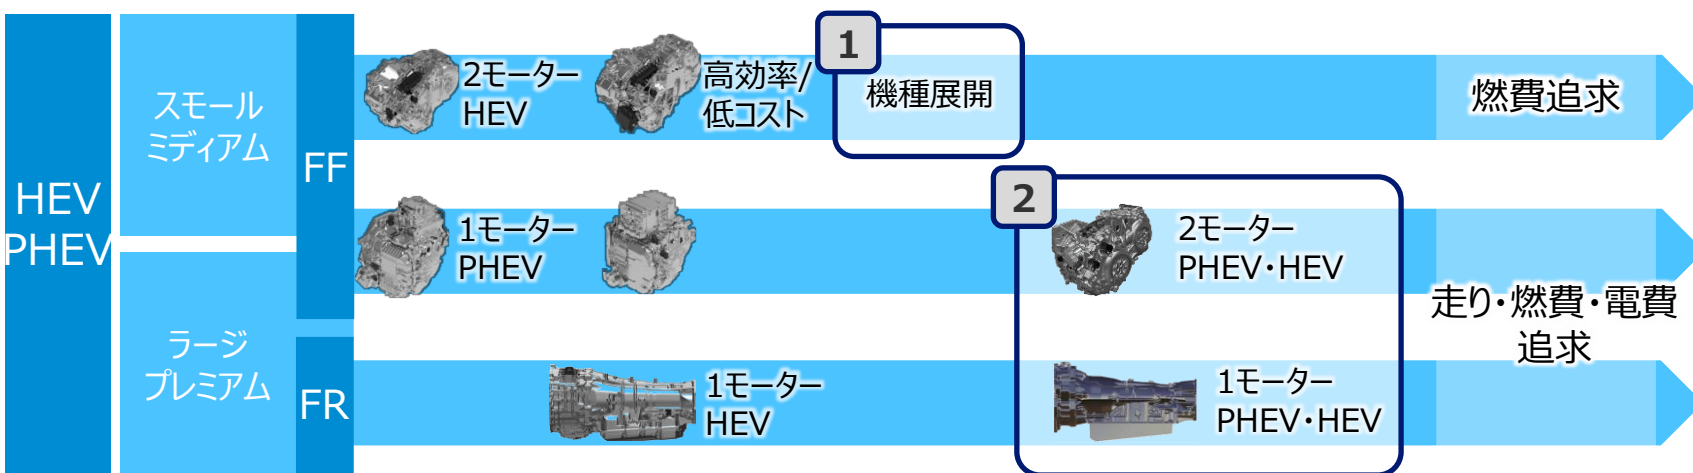 HEV
PHEV
スモール
ミディアム
ラージ
プレミアム
FF
FR
2モーター
HEV
高効率/
低コスト
1
機種展開
燃費追求
1モーター
PHEV
2
2モーター
PHEV・HEV
走り・燃費・電費
追求
1モーター
HEV
1モーター
PHEV・HEV